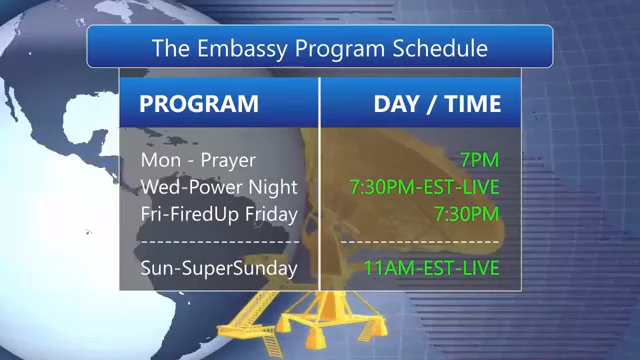 The Embassy Program Schedule
PROGRAM DAY / TIME
Mon - Prayer 7PM
Wed-Power Night 7:30PM-EST-LIVE
Fri-FiredUp Friday 7:30PM
-------------------- --------------------
Sun-SuperSunday 11AM-EST-LIVE